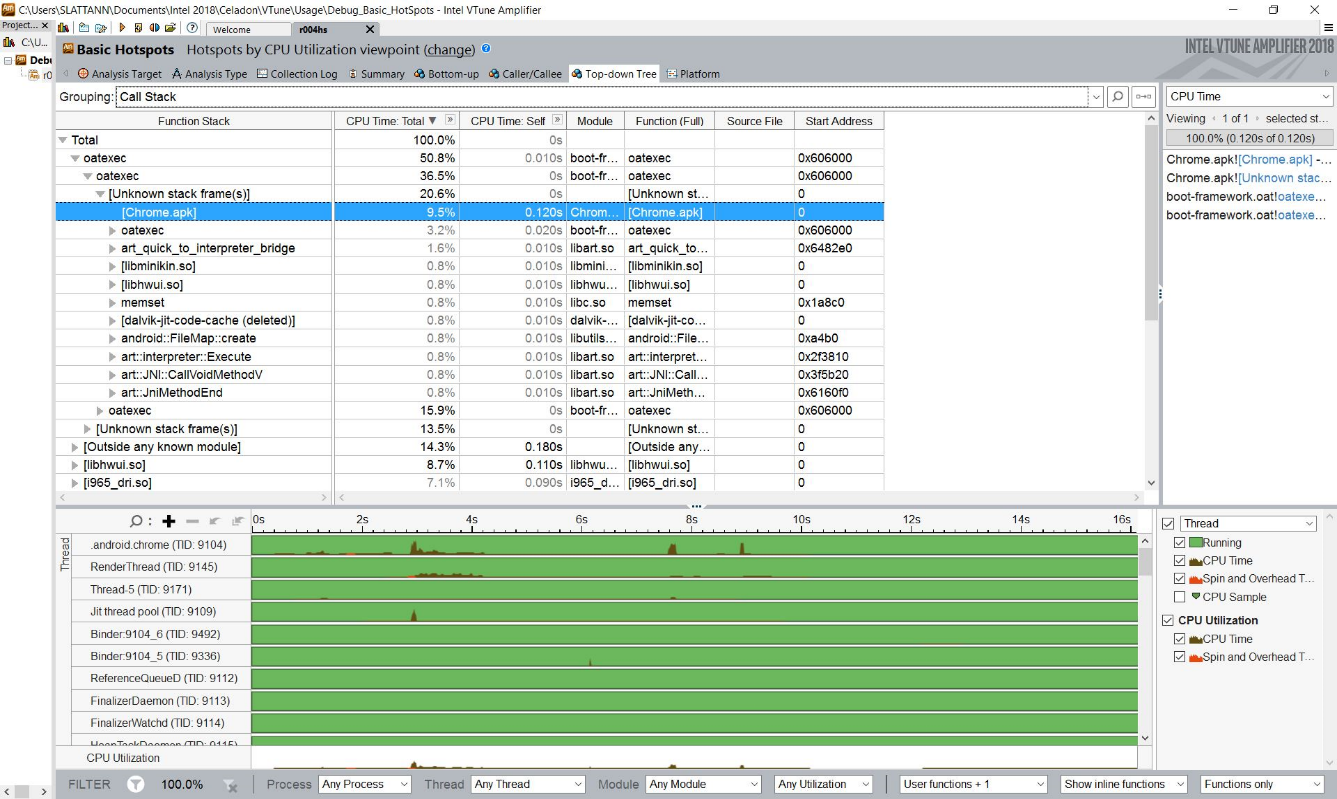 C:\Users\SLATTANN\Documents\Intel 2018\Celadon\VTune\Usage\Debug_Basic_HotSpots - Intel VTune Amplifier
Project...
Welcome
r004hs
C:\U...
Basic Hotspots Hotspots by CPU Utilization viewpoint (change)
INTEL VTUNE AMPLIFIER 2018
Analysis Target Analysis Type Collection Log Summary Bottom-up Caller/Callee Top-down Tree Platform
Grouping: Call Stack
Function Stack CPU Time: Total CPU Time: Self Module Function (Full) Source File Start Address
Total 100.0% 0s
oatexec 50.8% 0.010s boot-fr... oatexec 0x606000
oatexec 36.5% 0s boot-fr... oatexec 0x606000
[Unknown stack frame(s)] 20.6% 0s [Unknown st... 0
[Chrome.apk] 9.5% 0.120s Chrom... [Chrome.apk] 0
oatexec 3.2% 0.020s boot-fr... oatexec 0x606000
art_quick_to_interpreter_bridge 1.6% 0.010s libart.so art_quick_to... 0x6482e0
[libminikin.so] 0.8% 0.010s libmini... [libminikin.so] 0
[libhwui.so] 0.8% 0.010s libhwu... [libhwui.so] 0
memset 0.8% 0.010s libc.so memset 0x1a8c0
[dalvik-jit-code-cache (deleted)] 0.8% 0.010s dalvik-... [dalvik-jit-co... 0
android::FileMap::create 0.8% 0.010s libutils... android::File... 0xa4b0
art::interpreter::Execute 0.8% 0.010s libart.so art::interpret... 0x2f3810
art::JNI::CallVoidMethodV 0.8% 0.010s libart.so art::JNI::Call... 0x3f5b20
art::JniMethodEnd 0.8% 0.010s libart.so art::JniMeth... 0x6160f0
oatexec 15.9% 0s boot-fr... oatexec 0x606000
[Unknown stack frame(s)] 13.5% 0s [Unknown st... 0
[Outside any known module] 14.3% 0.180s [Outside any... 0
[libhwui.so] 8.7% 0.110s libhwu... [libhwui.so] 0
[i965_dri.so] 7.1% 0.090s i965_d... [i965_dri.so] 0
CPU Time
Viewing 1 of 1 selected st...
100.0% (0.120s of 0.120s)
Chrome.apk![Chrome.apk] -...
Chrome.apk![Unknown stac...
boot-framework.oat!oatexe...
boot-framework.oat!oatexe...
0s 2s 4s 6s 8s 10s 12s 14s 16s
Thread
.android.chrome (TID: 9104)
RenderThread (TID: 9145)
Thread-5 (TID: 9171)
Jit thread pool (TID: 9109)
Binder:9104_6 (TID: 9492)
Binder:9104_5 (TID: 9336)
ReferenceQueueD (TID: 9112)
FinalizerDaemon (TID: 9113)
FinalizerWatchd (TID: 9114)
CPU Utilization
Thread
Running
CPU Time
Spin and Overhead T...
CPU Sample
CPU Utilization
CPU Time
Spin and Overhead T...
FILTER 100.0% Process Any Process Thread Any Thread Module Any Module Any Utilization User functions + 1 Show inline functions Functions only